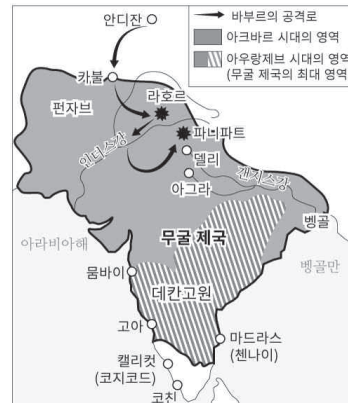 안디잔
바부르의 공격로
아크바르 시대의 영역
아우랑제브 시대의 영역
(무굴 제국의 최대 영역)
카불
라호르
펀자브
인더스강
파니파트
델리
아그라
갠지스강
벵골
아라비아해
무굴 제국
벵골만
뭄바이
데칸고원
고아
마드라스
(첸나이)
캘리컷
(코지코드)
코친